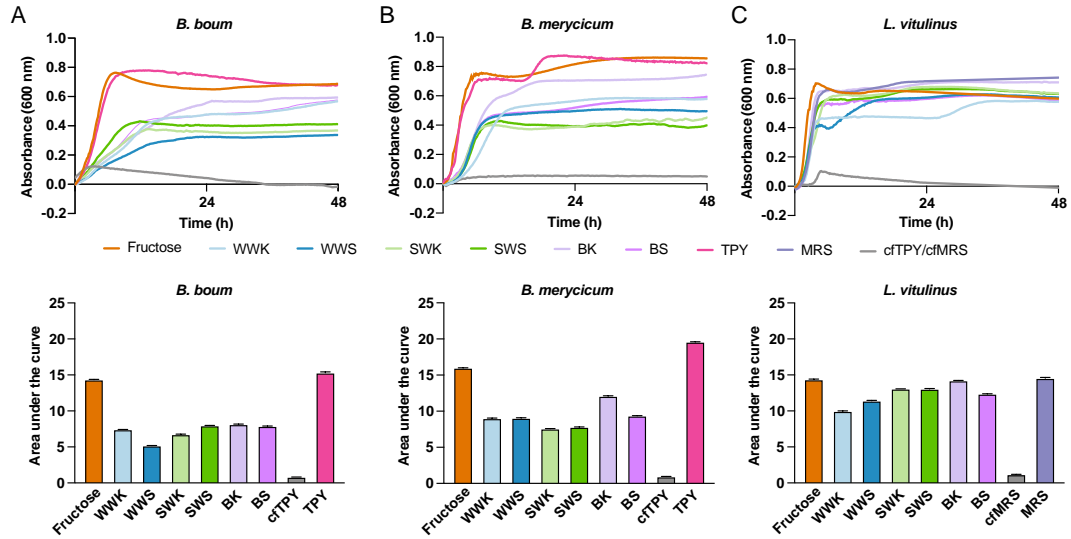 A
B. boum
Absorbance (600 nm)
1.0
0.8
0.6
0.4
0.2
0.0
-0.2
24
48
Time (h)
B
B. merycicum
Absorbance (600 nm)
1.0
0.8
0.6
0.4
0.2
0.0
-0.2
24
48
Time (h)
C
L. vitulinus
Absorbance (600 nm)
1.0
0.8
0.6
0.4
0.2
0.0
-0.2
24
48
Time (h)
Fructose WWK WWS SWK SWS BK BS TPY MRS cfTPY/cfMRS
B. boum
Area under the curve
25
20
15
10
5
0
Fructose
WWK
WWS
SWK
SWS
BK
BS
cfTPY
TPY
B. merycicum
Area under the curve
25
20
15
10
5
0
Fructose
WWK
WWS
SWK
SWS
BK
BS
cfTPY
TPY
L. vitulinus
Area under the curve
25
20
15
10
5
0
Fructose
WWK
WWS
SWK
SWS
BK
BS
cfMRS
MRS